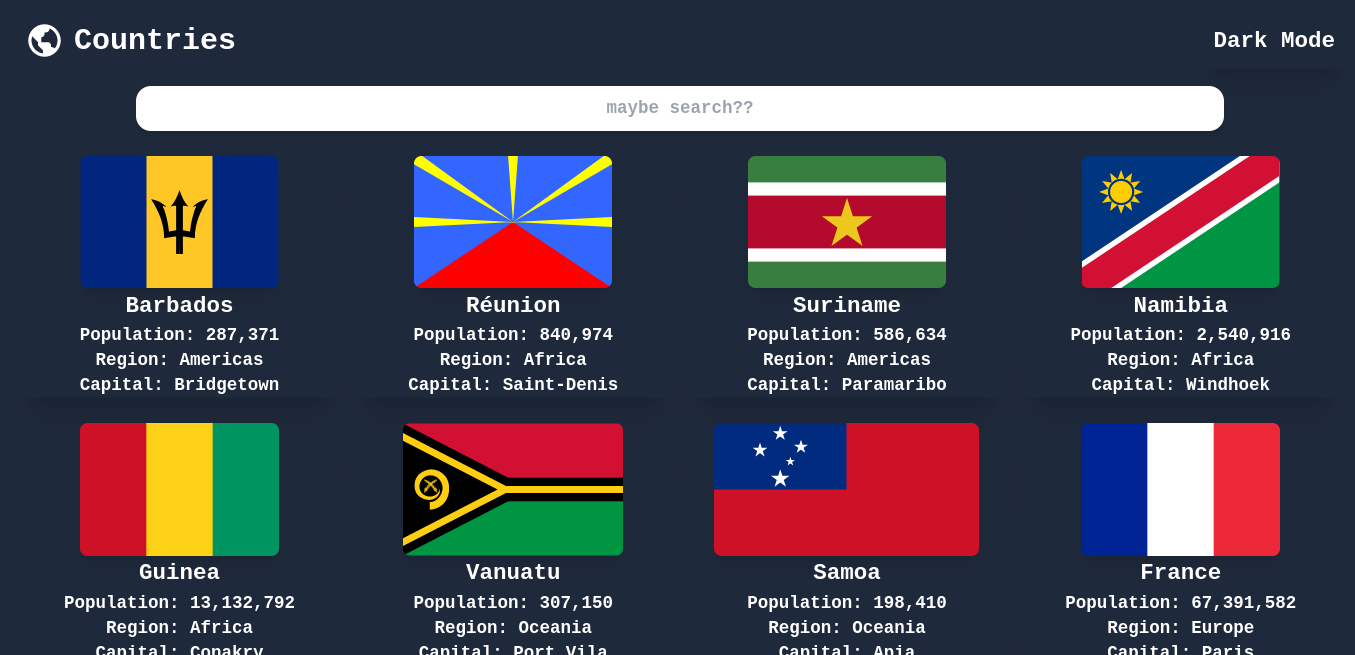 Countries
Dark Mode
maybe search??
Barbados
Population: 287,371
Region: Americas
Capital: Bridgetown
Réunion
Population: 840,974
Region: Africa
Capital: Saint-Denis
Suriname
Population: 586,634
Region: Americas
Capital: Paramaribo
Namibia
Population: 2,540,916
Region: Africa
Capital: Windhoek
Guinea
Population: 13,132,792
Region: Africa
Capital: Conakry
Vanuatu
Population: 307,150
Region: Oceania
Capital: Port Vila
Samoa
Population: 198,410
Region: Oceania
Capital: Apia
France
Population: 67,391,582
Region: Europe
Capital: Paris